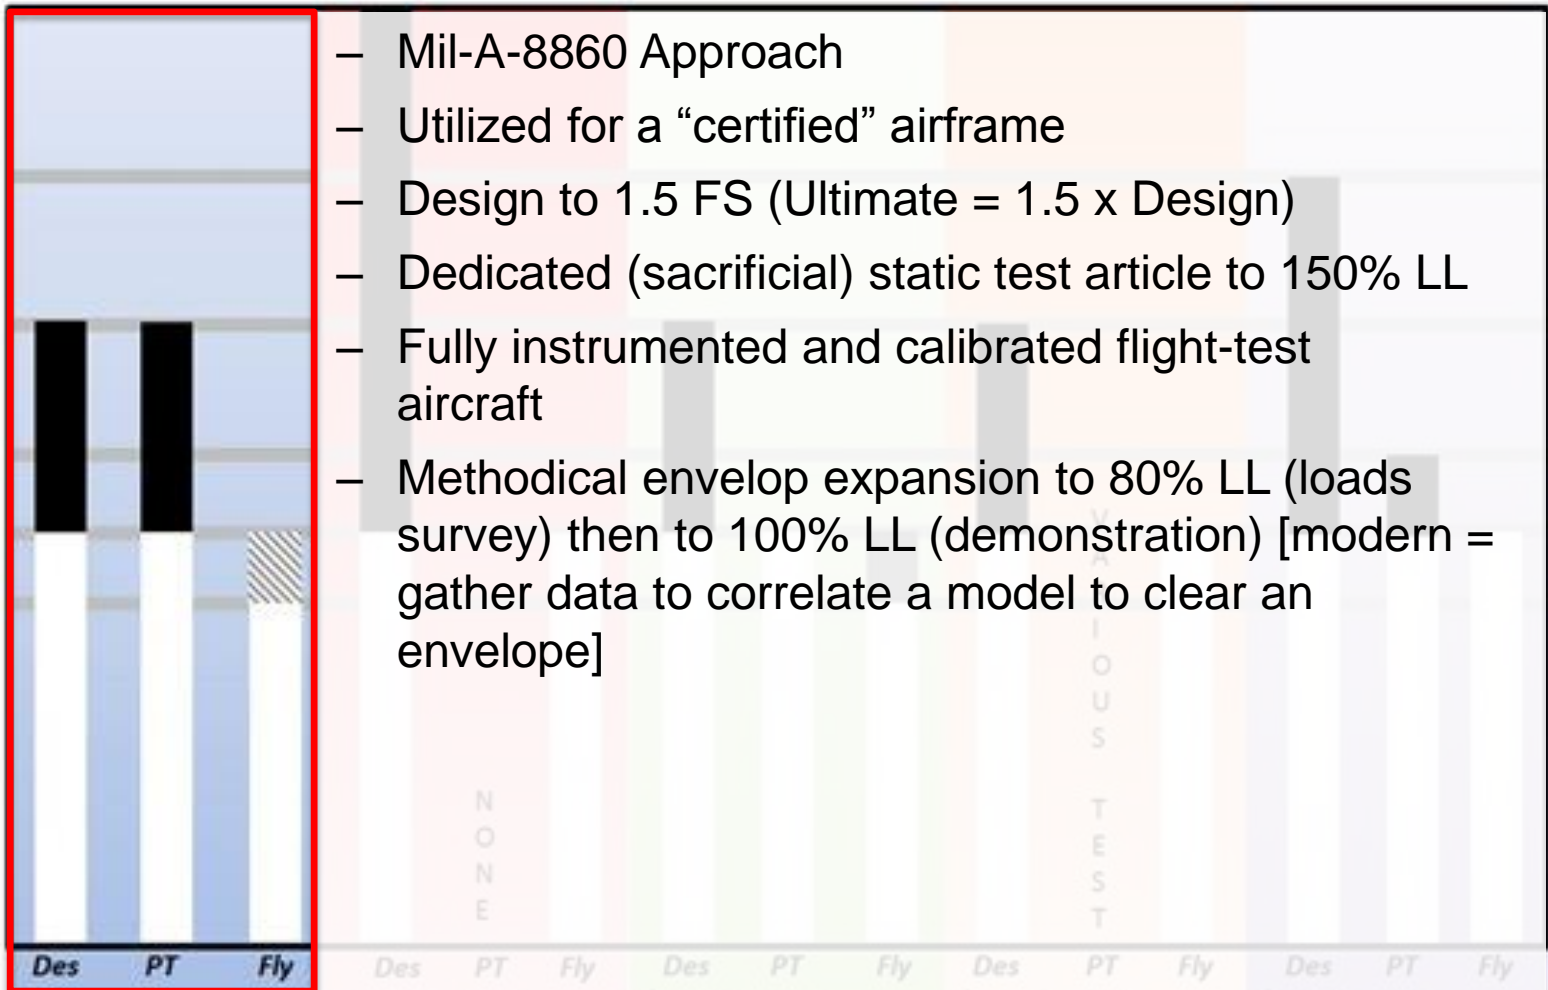 – Mil-A-8860 Approach
– Utilized for a “certified” airframe
– Design to 1.5 FS (Ultimate = 1.5 x Design)
– Dedicated (sacrificial) static test article to 150% LL
– Fully instrumented and calibrated flight-test
aircraft
– Methodical envelop expansion to 80% LL (loads
survey) then to 100% LL (demonstration) [modern =
gather data to correlate a model to clear an
envelope]
NONE
VARIOUS TEST
Des PT Fly Des PT Fly Des PT Fly Des PT Fly Des PT Fly